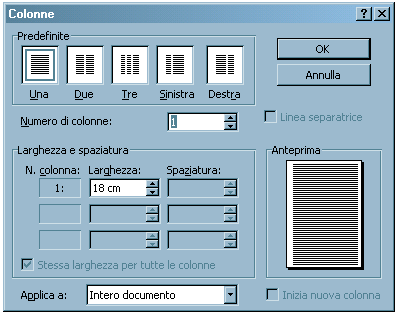 Colonne
Predefinite
Una Due Tre Sinistra Destra
OK
Annulla
Numero di colonne: 1
Linea separatrice
Larghezza e spaziatura
N. colonna: Larghezza: Spaziatura:
1: 18 cm
Stessa larghezza per tutte le colonne
Anteprima
Applica a: Intero documento
Inizia nuova colonna